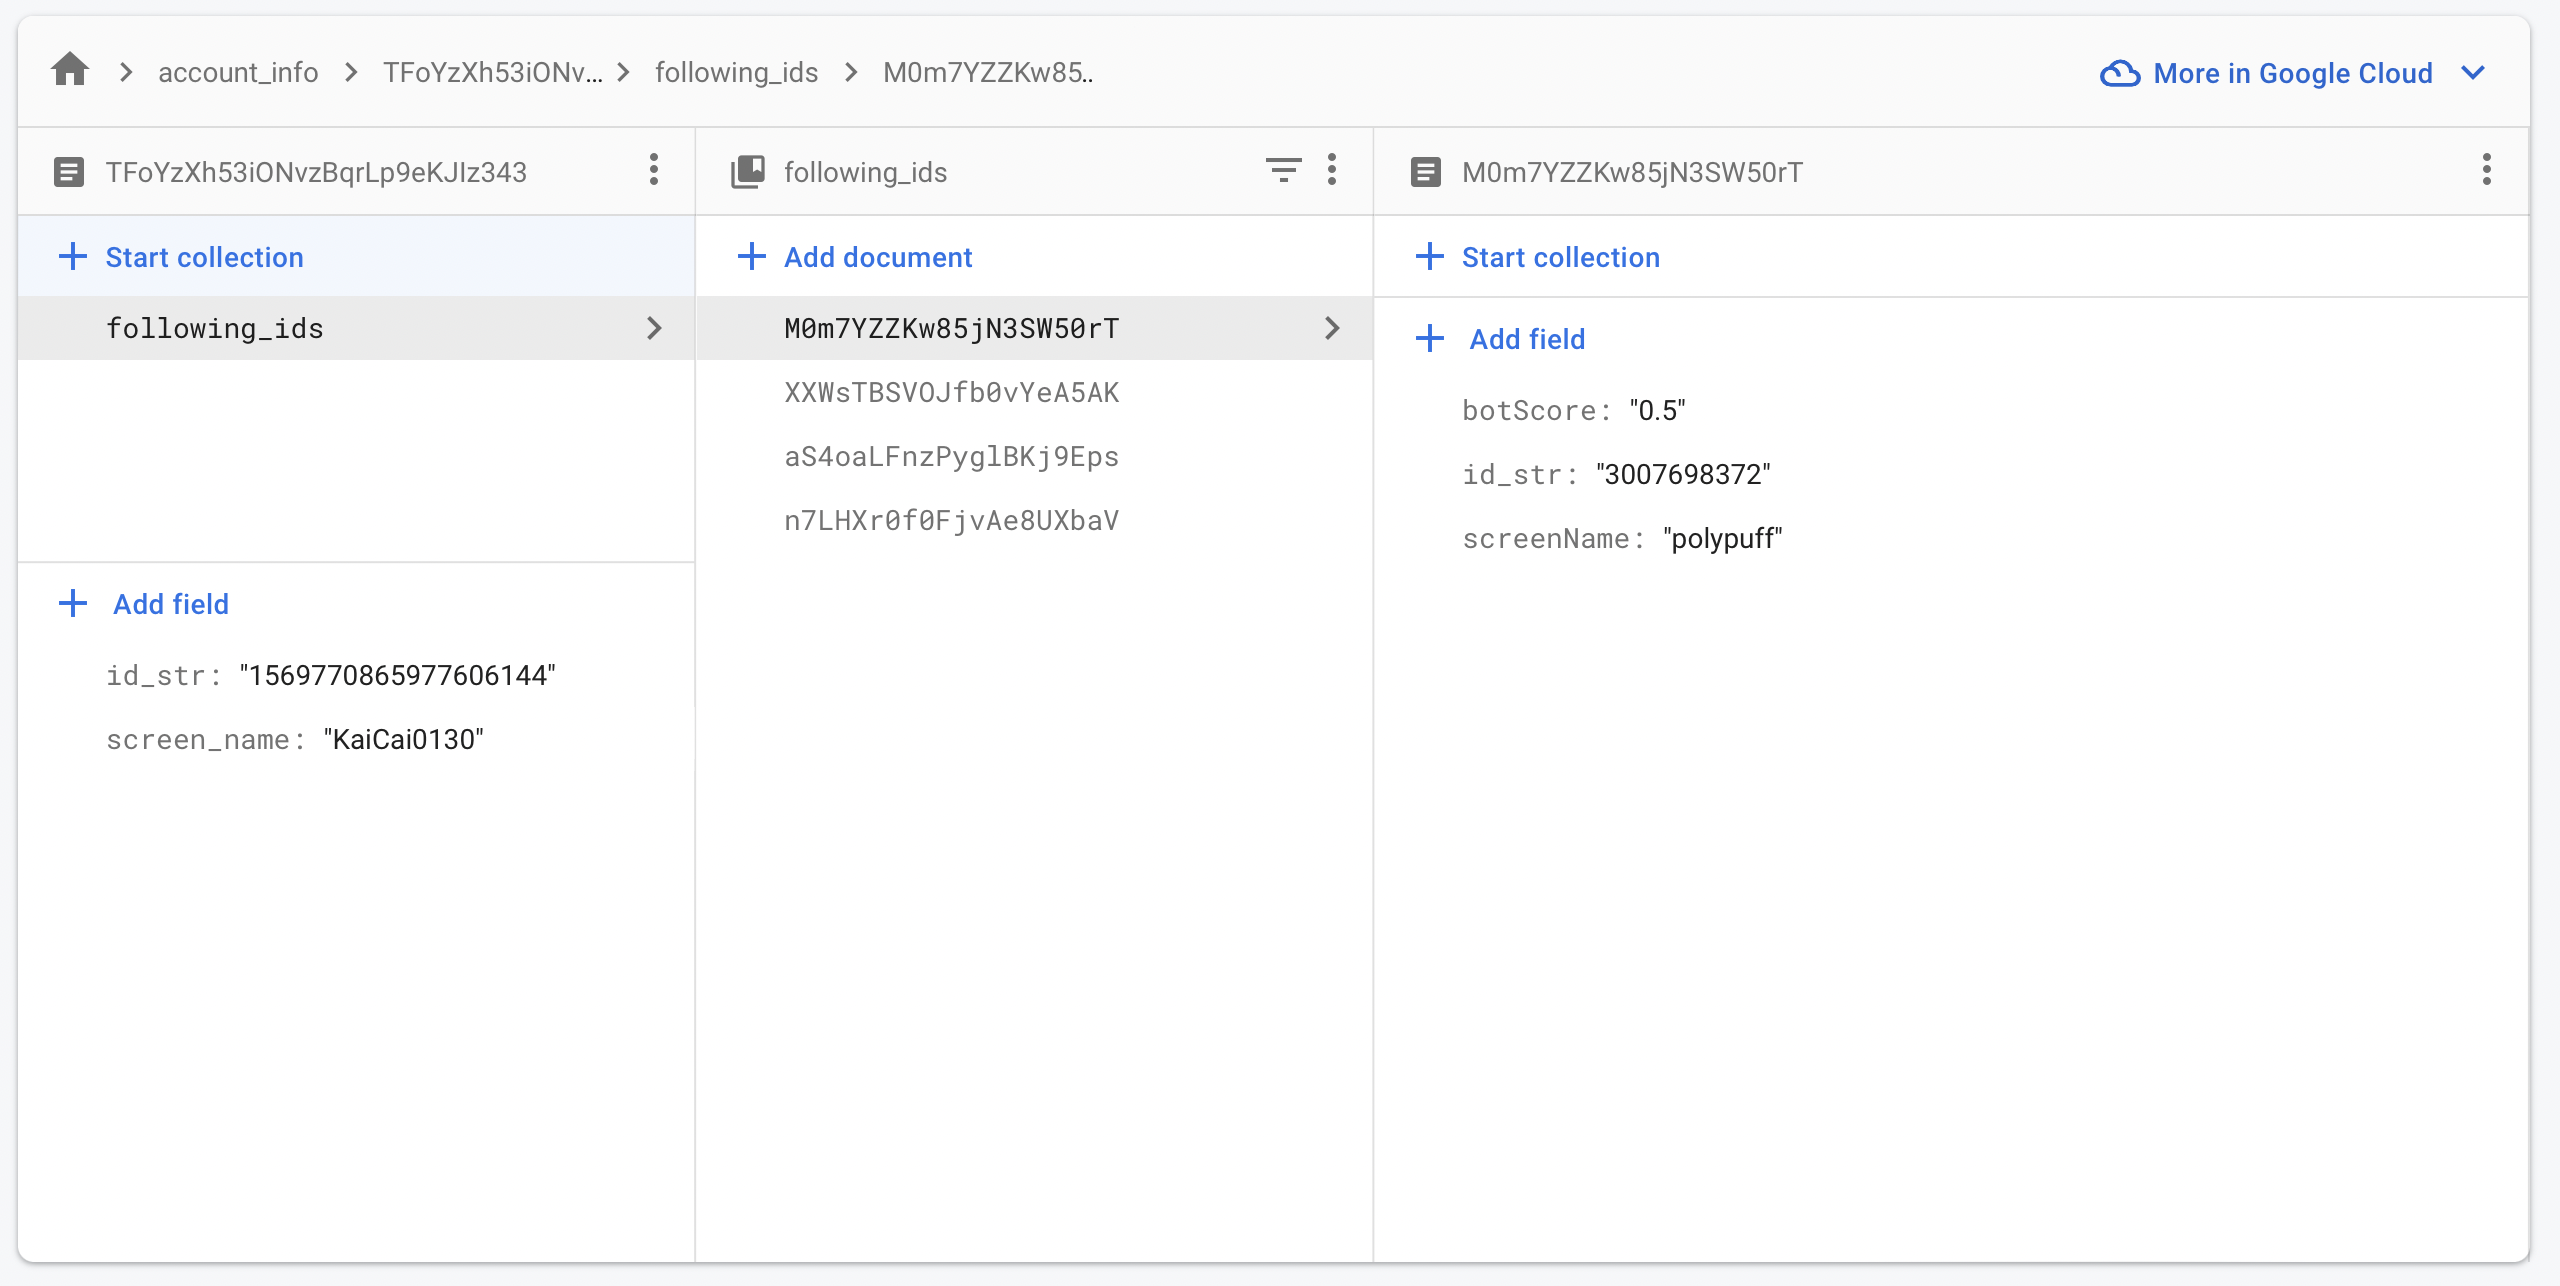 account_info TFoYzXh53iONv... following_ids M0m7YZZKw85..
More in Google Cloud
TFoYzXh53iONvzBqrLp9eKJIz343
Start collection
following_ids
Add field
id_str: "1569770865977606144"
screen_name: "KaiCai0130"
following_ids
Add document
M0m7YZZKw85jN3SW50rT
XXWsTBSVOJfb0vYeA5AK
aS4oaLFnzPyglBKj9Eps
n7LHXr0f0FjvAe8UXbaV
M0m7YZZKw85jN3SW50rT
Start collection
Add field
botScore: "0.5"
id_str: "3007698372"
screenName: "polypuff"